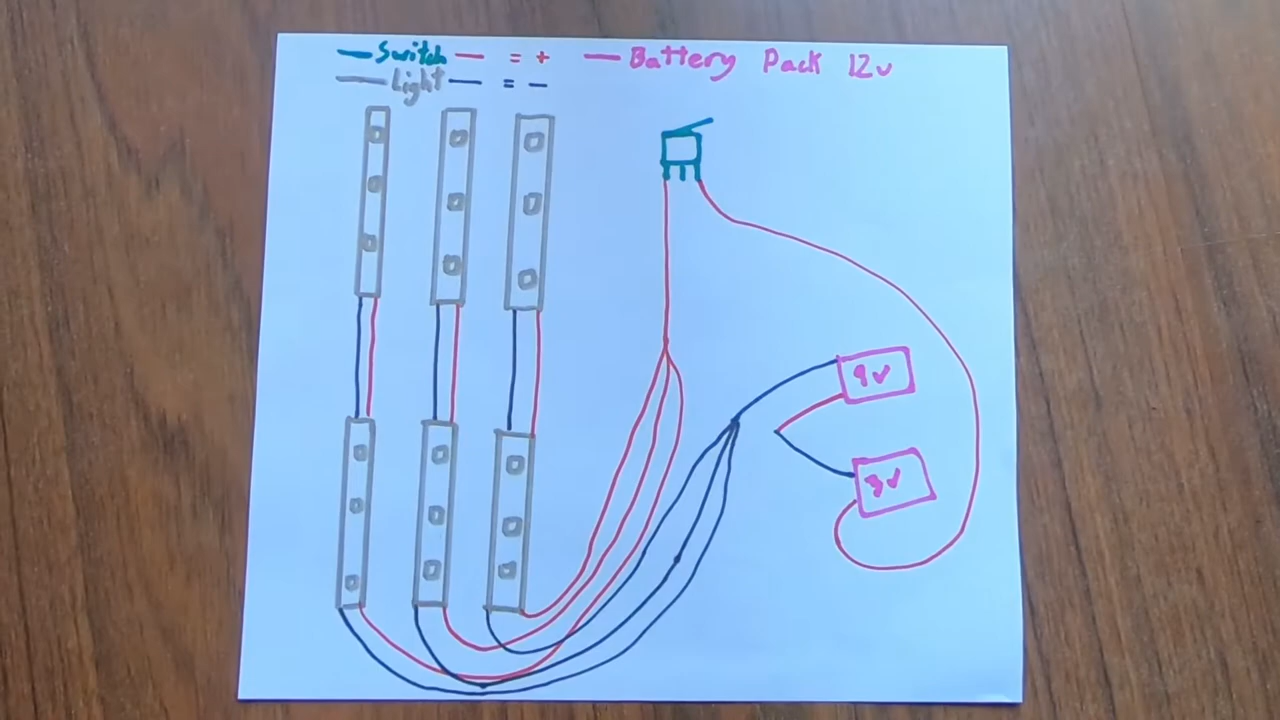 Switch — = + — Battery Pack 12v
Light — = -
9v
3v